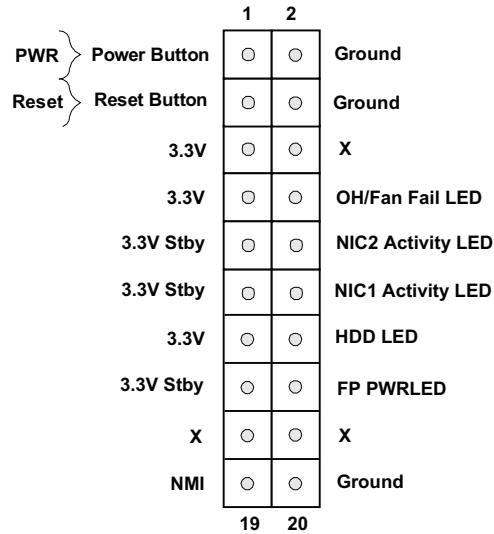 1 2
PWR Power Button Ground
Reset Reset Button Ground
3.3V X
3.3V OH/Fan Fail LED
3.3V Stby NIC2 Activity LED
3.3V Stby NIC1 Activity LED
3.3V HDD LED
3.3V Stby FP PWRLED
X X
NMI Ground
19 20